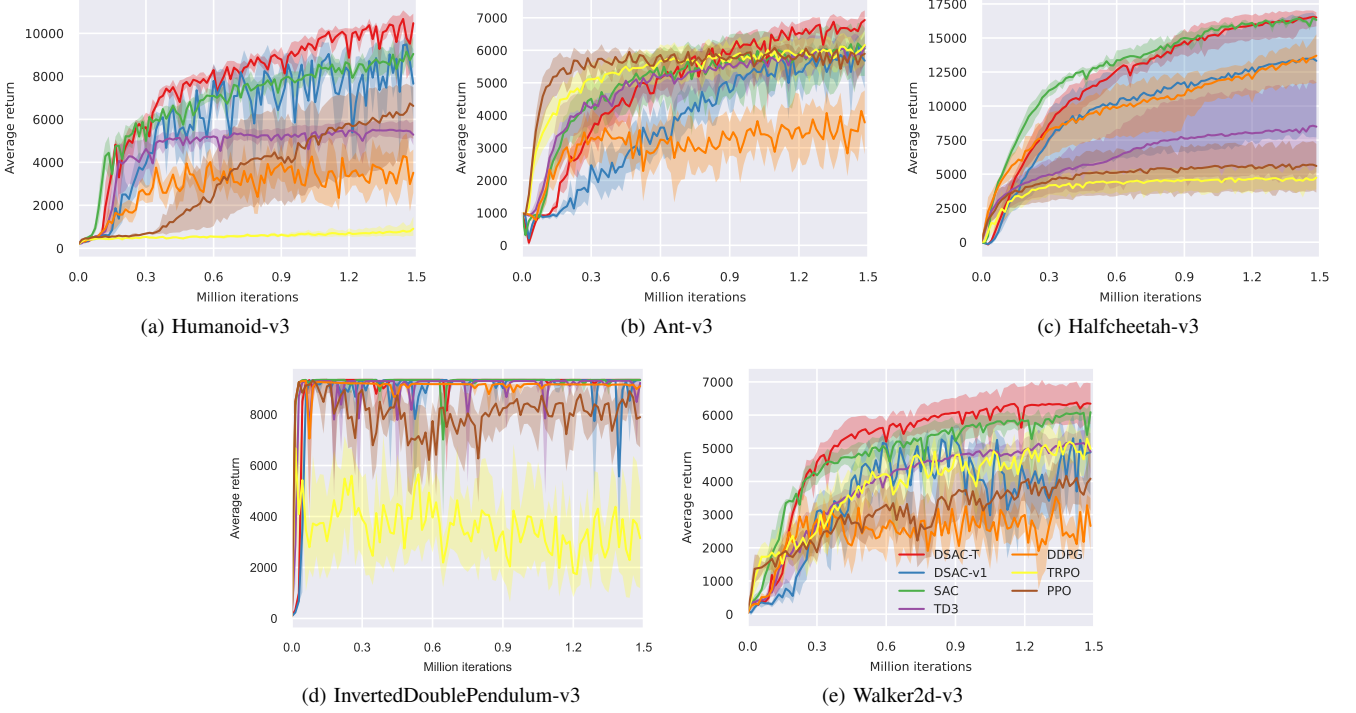 10000
8000
6000
4000
2000
0
Average return
0.0 0.3 0.6 0.9 1.2 1.5
Million iterations
(a) Humanoid-v3
7000
6000
5000
4000
3000
2000
1000
0
Average return
0.0 0.3 0.6 0.9 1.2 1.5
Million iterations
(b) Ant-v3
17500
15000
12500
10000
7500
5000
2500
0
Average return
0.0 0.3 0.6 0.9 1.2 1.5
Million iterations
(c) Halfcheetah-v3
8000
6000
4000
2000
0
Average return
0.0 0.3 0.6 0.9 1.2 1.5
Million iterations
(d) InvertedDoublePendulum-v3
7000
6000
5000
4000
3000
2000
1000
0
Average return
DSAC-T
DSAC-v1
SAC
TD3
DDPG
TRPO
PPO
0.0 0.3 0.6 0.9 1.2 1.5
Million iterations
(e) Walker2d-v3